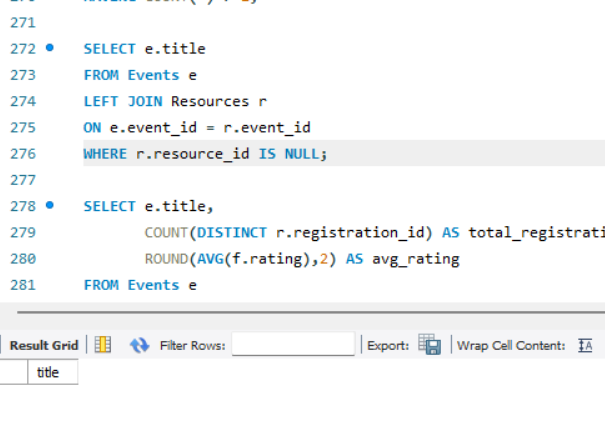 271
272 SELECT e.title
273 FROM Events e
274 LEFT JOIN Resources r
275 ON e.event_id = r.event_id
276 WHERE r.resource_id IS NULL;
277
278 SELECT e.title,
279 COUNT(DISTINCT r.registration_id) AS total_registrati
280 ROUND(AVG(f.rating),2) AS avg_rating
281 FROM Events e
Result Grid Filter Rows: Export: Wrap Cell Content: IA
title